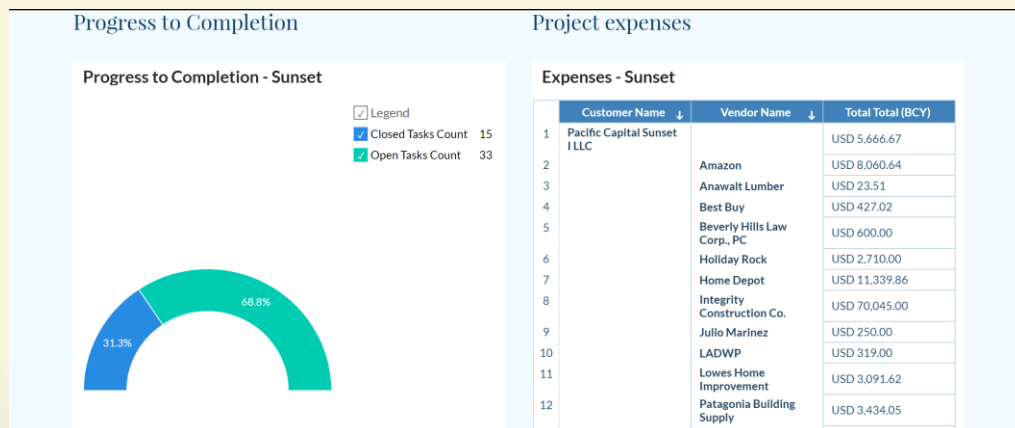 Progress to Completion
Progress to Completion - Sunset
Legend
Closed Tasks Count 15
Open Tasks Count 33
68.8%
31.3%
Project expenses
Expenses - Sunset
Customer Name ↓ Vendor Name ↓ Total Total (BCY)
1 Pacific Capital Sunset USD 5,666.67
I LLC
2 Amazon USD 8,060.64
3 Anawalt Lumber USD 23.51
4 Best Buy USD 427.02
5 Beverly Hills Law USD 600.00
Corp., PC
6 Holiday Rock USD 2,710.00
7 Home Depot USD 11,339.86
8 Integrity USD 70,045.00
Construction Co.
9 Julio Marinez USD 250.00
10 LADWP USD 319.00
11 Lowes Home USD 3,091.62
Improvement
12 Patagonia Building USD 3,434.05
Supply